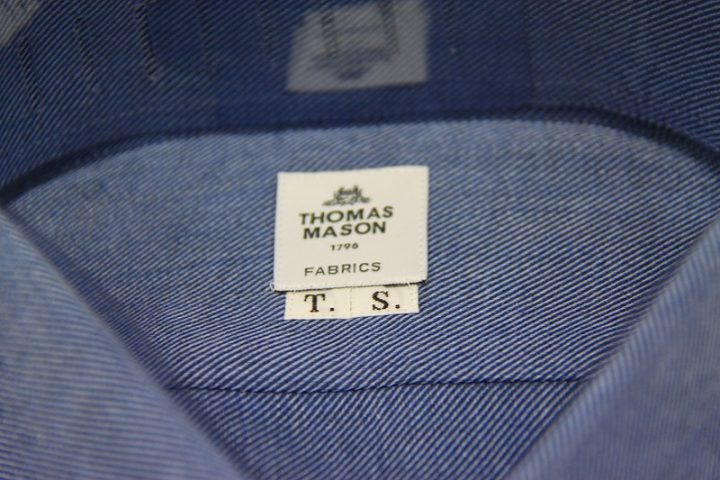 THOMAS
MASON
1796
FABRICS
T. S.